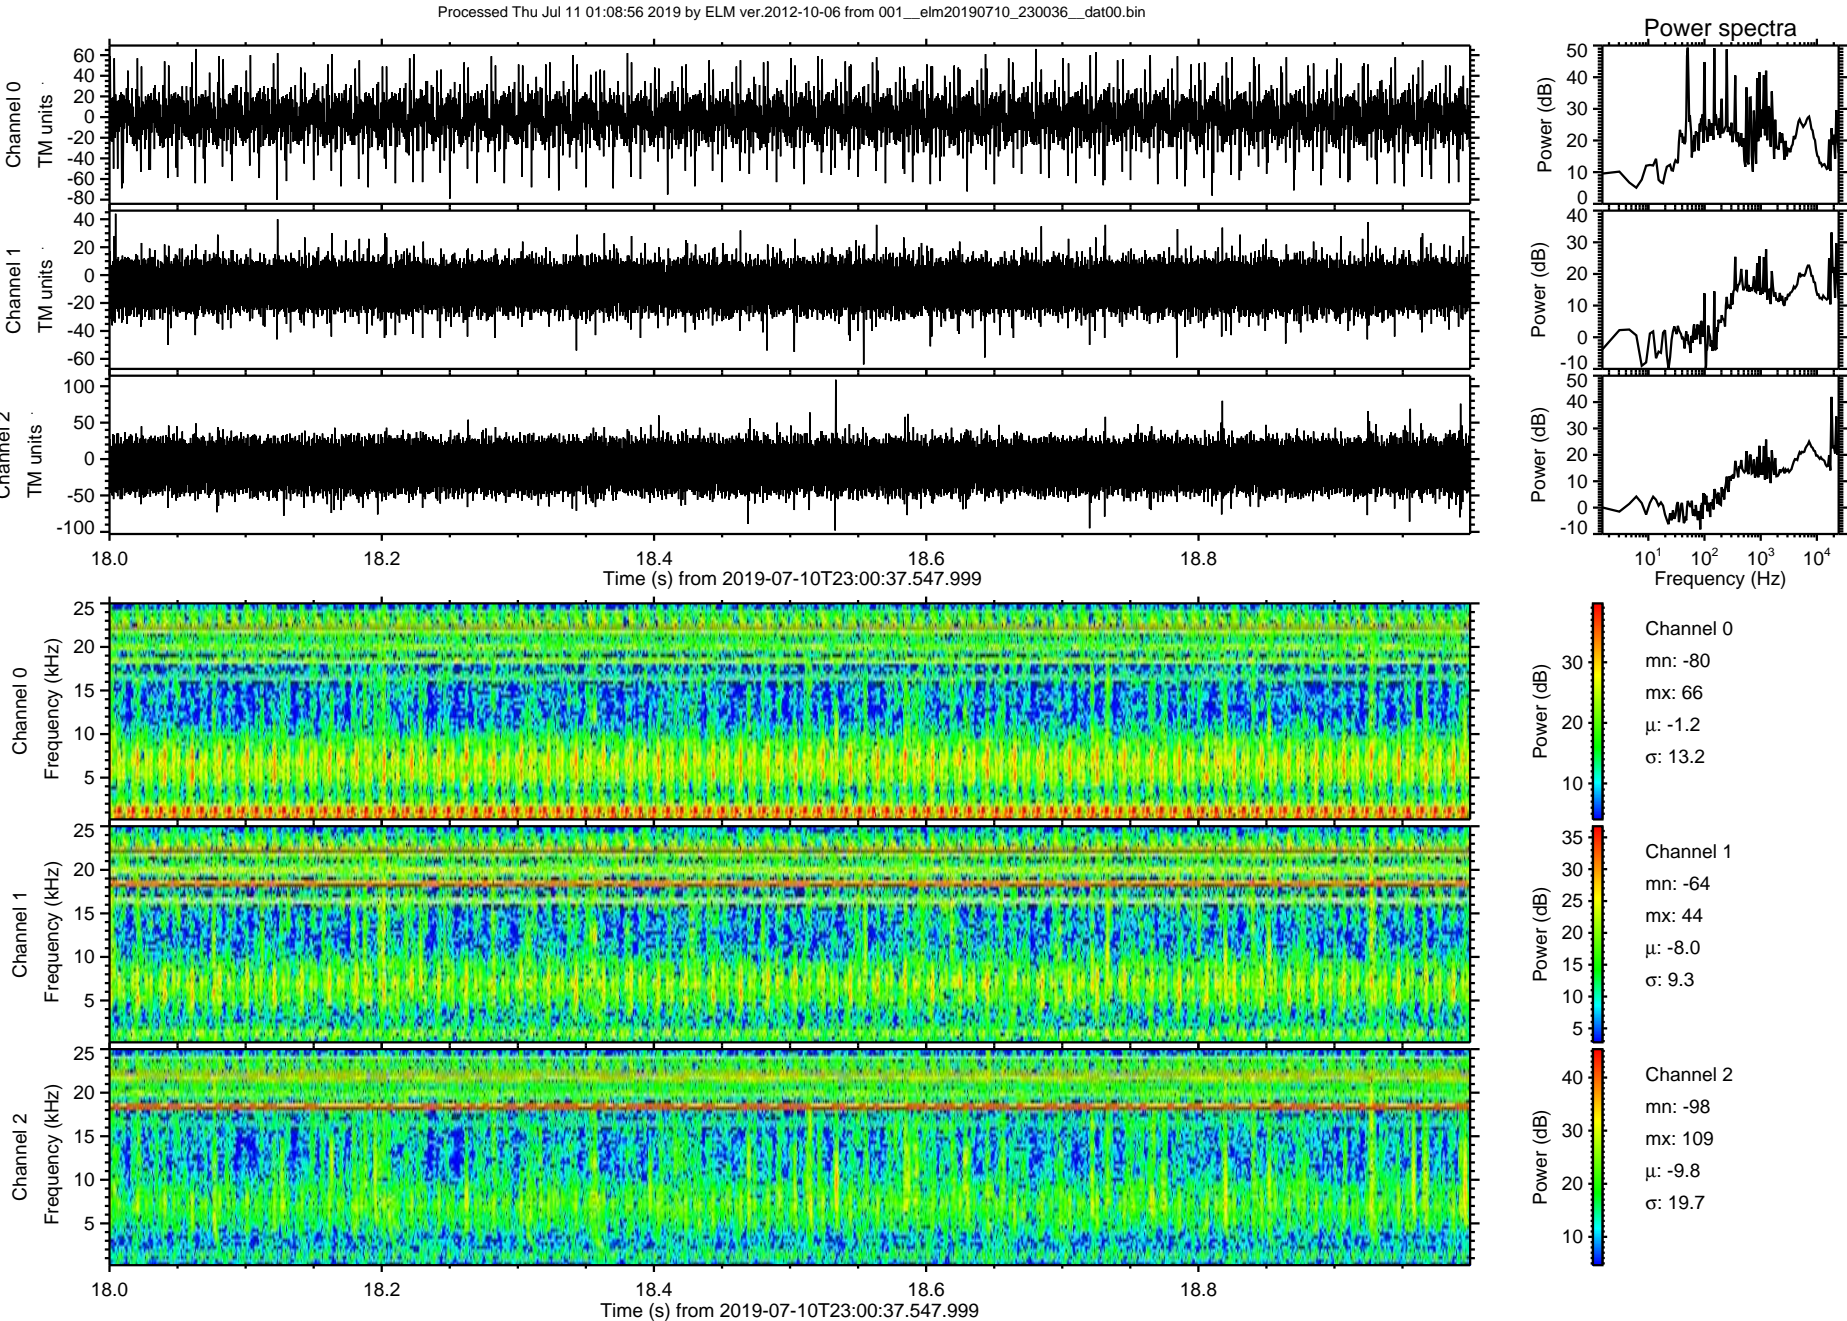 Processed Thu Jul 11 01:08:56 2019 by ELM ver.2012-10-06 from 001__elm20190710_230036__dat00.bin
Power spectra
Channel 0
TM units
60
40
20
0
-20
-40
-60
-80
Power (dB)
50
40
30
20
10
0
Channel 1
TM units
40
20
0
-20
-40
-60
Power (dB)
40
30
20
10
0
-10
Channel 2
TM units
100
50
0
-50
-100
Power (dB)
50
40
30
20
10
0
-10
18.0 18.2 18.4 18.6 18.8
Time (s) from 2019-07-10T23:00:37.547.999
10¹ 10² 10³ 10⁴
Frequency (Hz)
Channel 0
Frequency (kHz)
25
20
15
10
5
Power (dB)
30
20
10
Channel 0
mn: -80
mx: 66
μ: -1.2
σ: 13.2
Channel 1
Frequency (kHz)
25
20
15
10
5
Power (dB)
35
30
25
20
15
10
5
Channel 1
mn: -64
mx: 44
μ: -8.0
σ: 9.3
Channel 2
Frequency (kHz)
25
20
15
10
5
Power (dB)
40
30
20
10
Channel 2
mn: -98
mx: 109
μ: -9.8
σ: 19.7
18.0 18.2 18.4 18.6 18.8
Time (s) from 2019-07-10T23:00:37.547.999